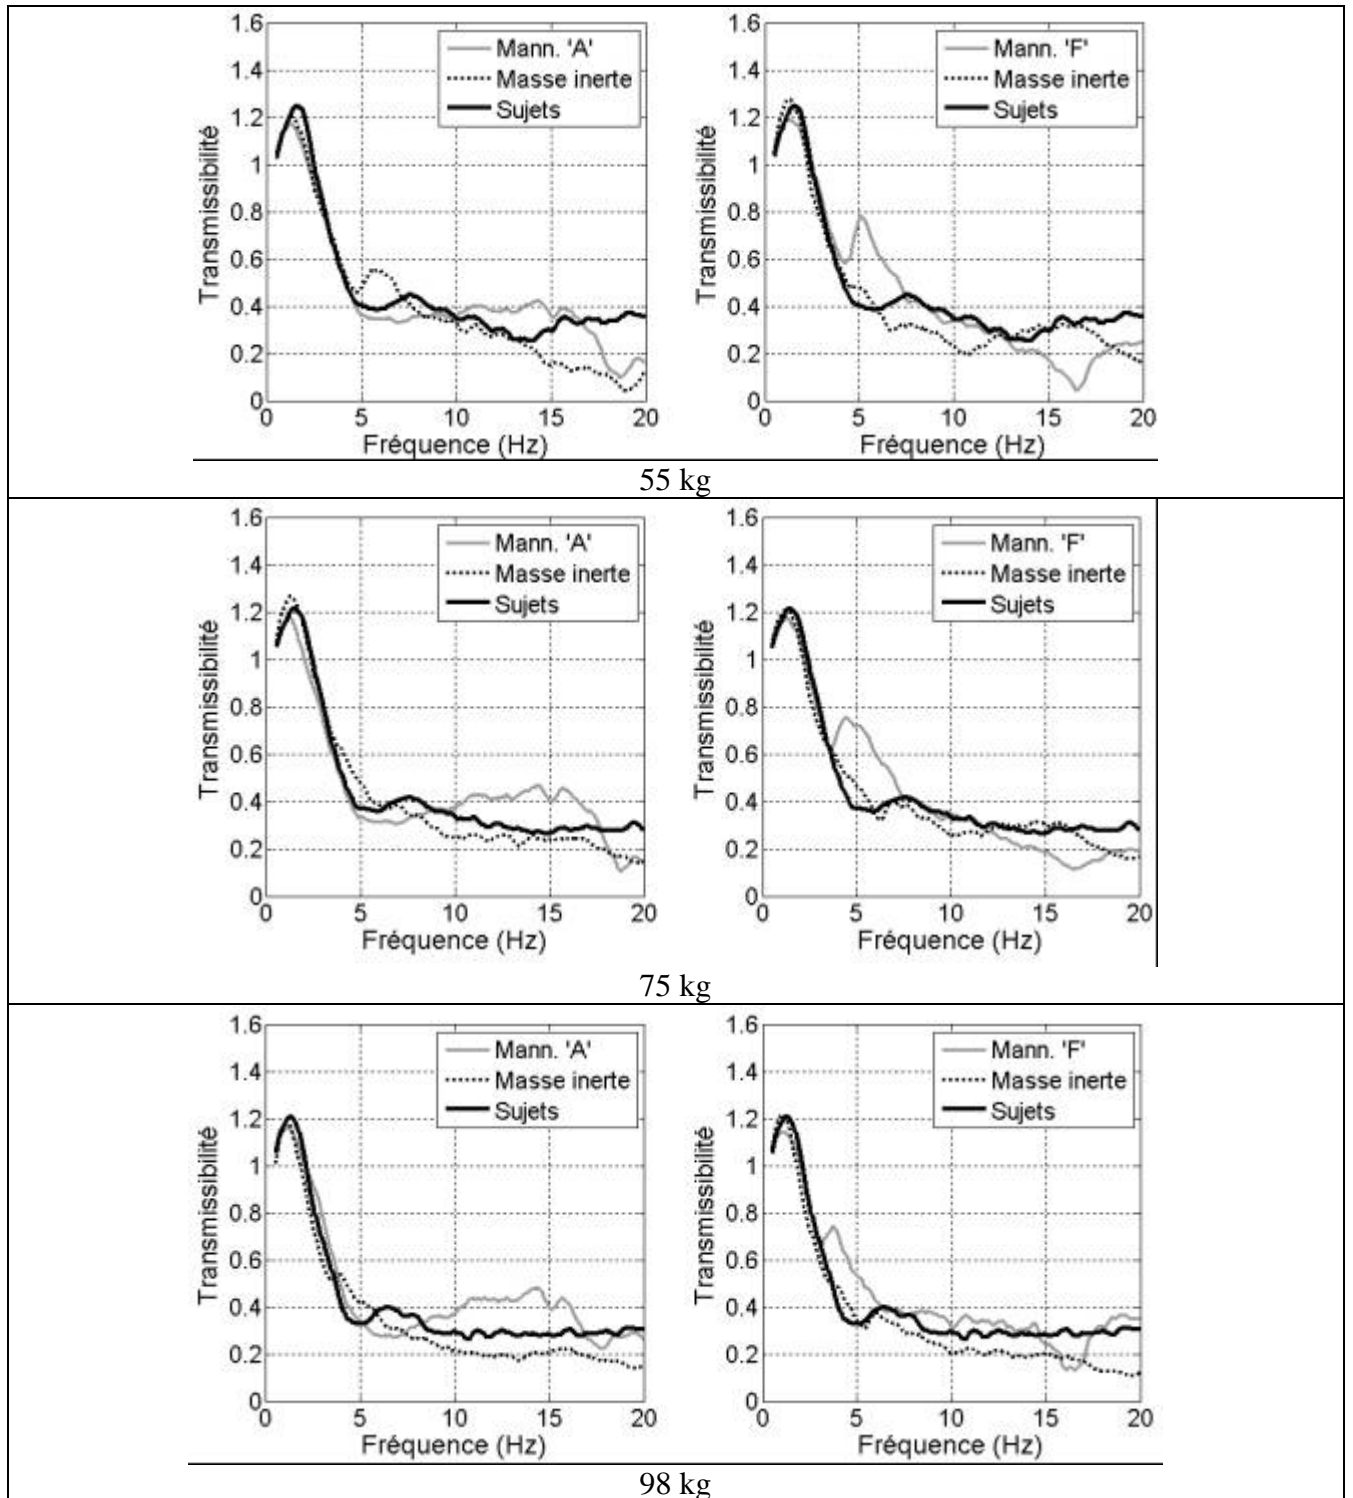 1.6
1.4
1.2
1
0.8
0.6
0.4
0.2
0
Transmissibilité
Mann. 'A'
Masse inerte
Sujets
0 5 10 15 20
Fréquence (Hz)
1.6
1.4
1.2
1
0.8
0.6
0.4
0.2
0
Transmissibilité
Mann. 'F'
Masse inerte
Sujets
0 5 10 15 20
Fréquence (Hz)
55 kg
1.6
1.4
1.2
1
0.8
0.6
0.4
0.2
0
Transmissibilité
Mann. 'A'
Masse inerte
Sujets
0 5 10 15 20
Fréquence (Hz)
1.6
1.4
1.2
1
0.8
0.6
0.4
0.2
0
Transmissibilité
Mann. 'F'
Masse inerte
Sujets
0 5 10 15 20
Fréquence (Hz)
75 kg
1.6
1.4
1.2
1
0.8
0.6
0.4
0.2
0
Transmissibilité
Mann. 'A'
Masse inerte
Sujets
0 5 10 15 20
Fréquence (Hz)
1.6
1.4
1.2
1
0.8
0.6
0.4
0.2
0
Transmissibilité
Mann. 'F'
Masse inerte
Sujets
0 5 10 15 20
Fréquence (Hz)
98 kg